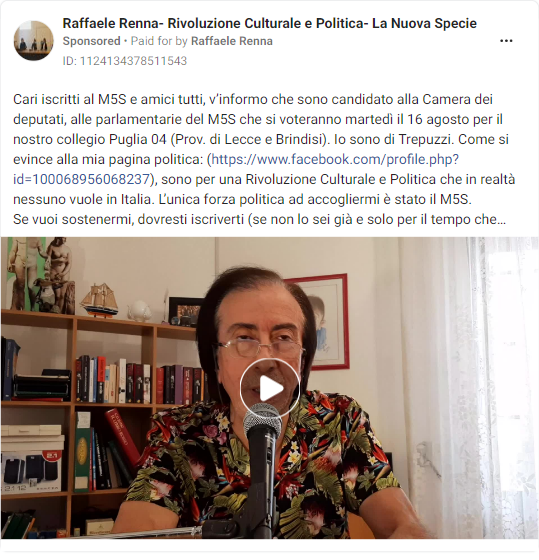 Raffaele Renna- Rivoluzione Culturale e Politica- La Nuova Specie
Sponsored • Paid for by Raffaele Renna
ID: 1124134378511543
Cari iscritti al M5S e amici tutti, v’informo che sono candidato alla Camera dei
deputati, alle parlamentarie del M5S che si voteranno martedì il 16 agosto per il
nostro collegio Puglia 04 (Prov. di Lecce e Brindisi). Io sono di Trepuzzi. Come si
evince alla mia pagina politica: (https://www.facebook.com/profile.php?
id=100068956068237), sono per una Rivoluzione Culturale e Politica che in realtà
nessuno vuole in Italia. L’unica forza politica ad accogliermi è stato il M5S.
Se vuoi sostenermi, dovresti iscriverti (se non lo sei già e solo per il tempo che...